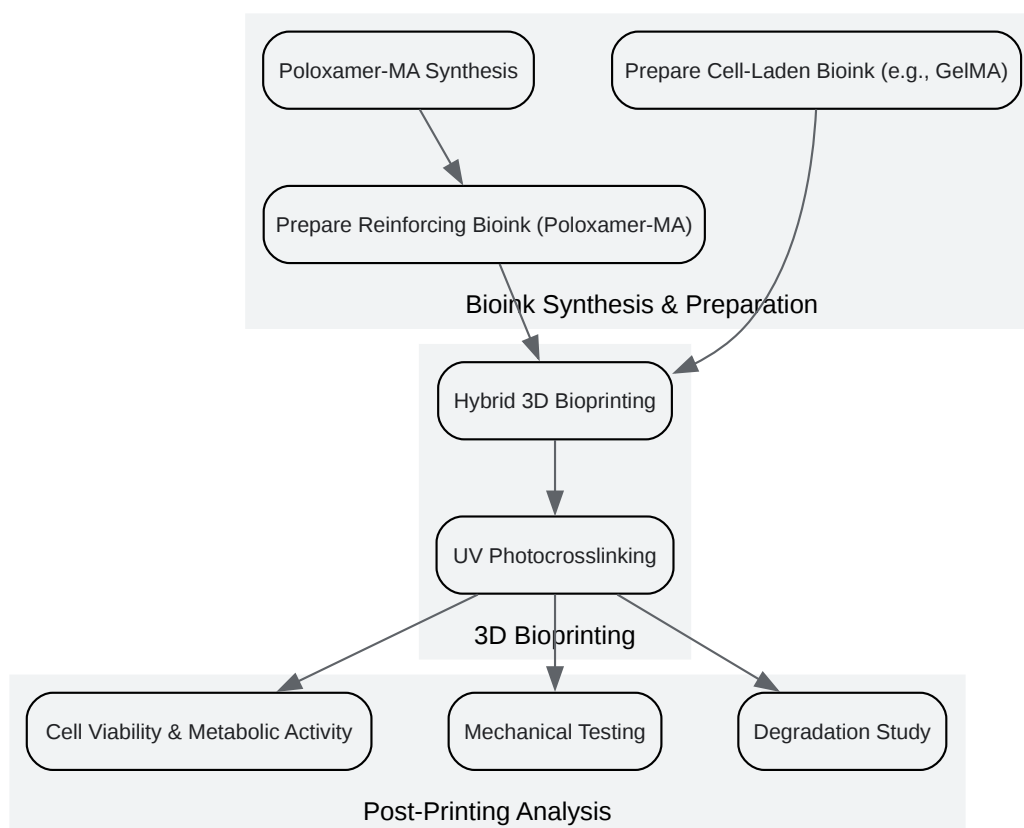 Poloxamer-MA Synthesis
Prepare Cell-Laden Bioink (e.g., GelMA)
Prepare Reinforcing Bioink (Poloxamer-MA)
Bioink Synthesis & Preparation
Hybrid 3D Bioprinting
UV Photocrosslinking
3D Bioprinting
Cell Viability & Metabolic Activity
Mechanical Testing
Degradation Study
Post-Printing Analysis